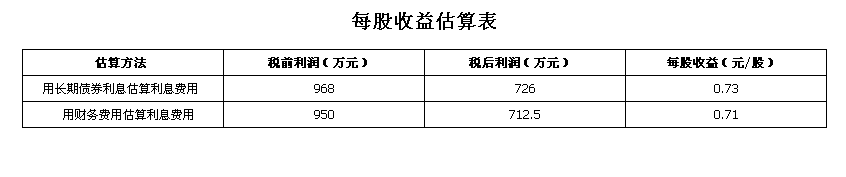 每股收益估算表
估算方法 税前利润（万元） 税后利润（万元） 每股收益（元/股）
用长期债券利息估算利息费用 968 726 0.73
用财务费用估算利息费用 950 712.5 0.71